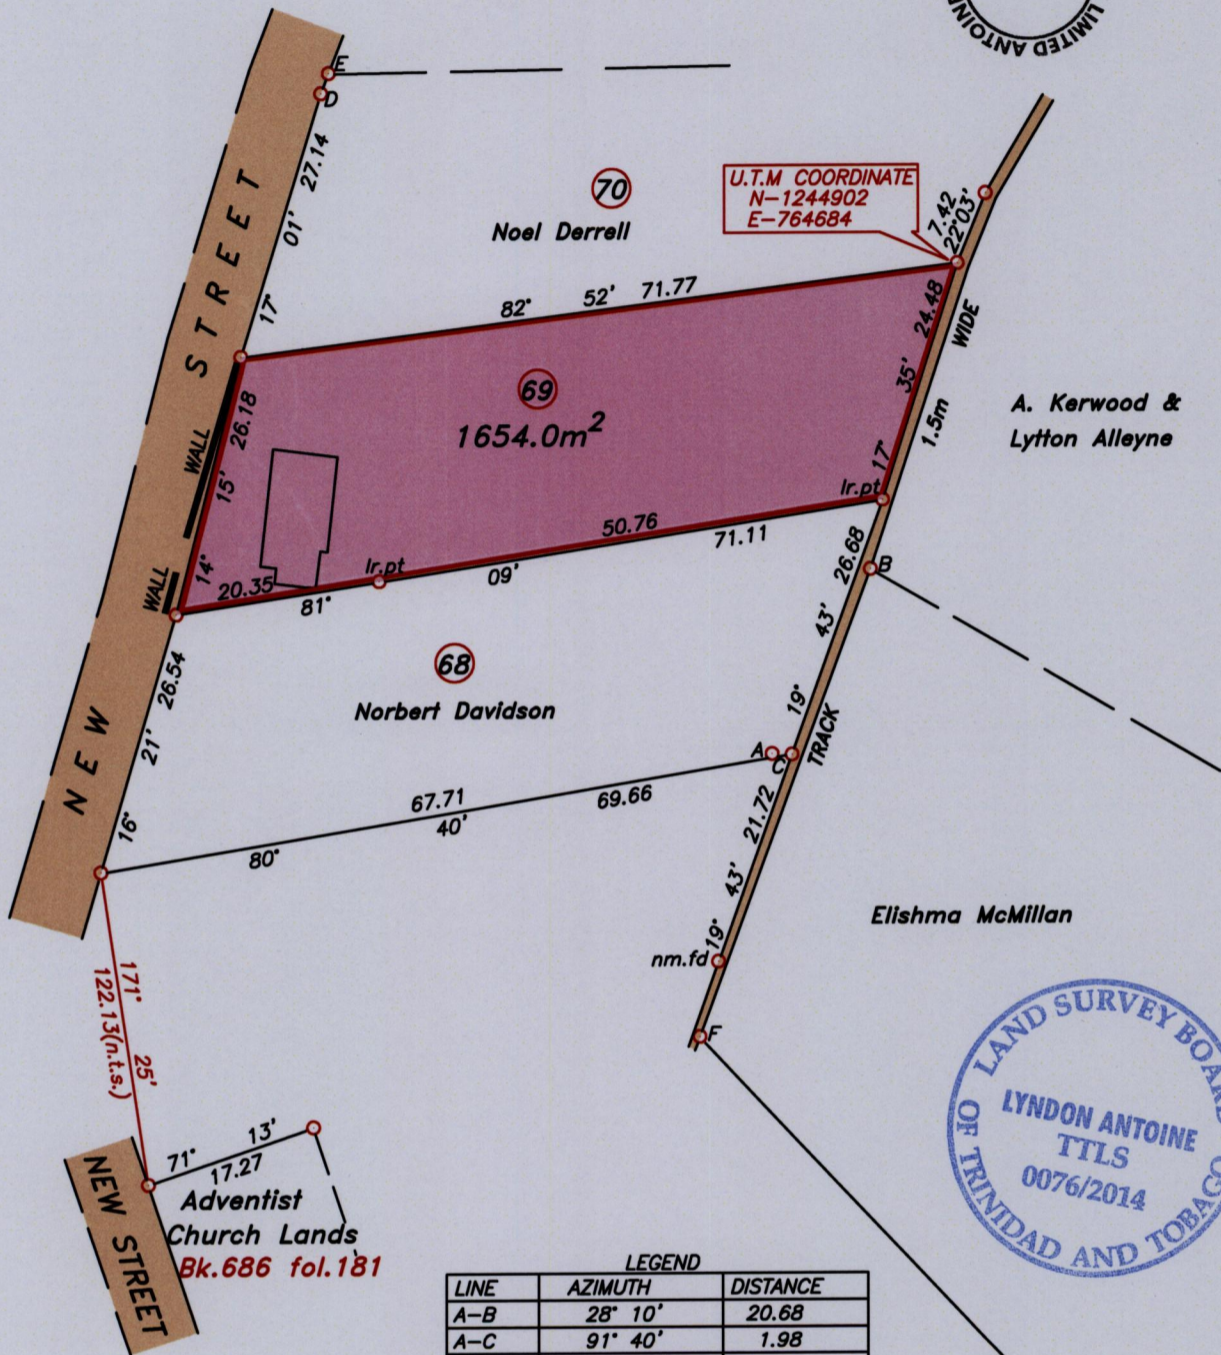 LIMITED ANTOINE
E
D
27.14
01'
17°
NEW STREET
70
Noel Derrell
U.T.M COORDINATE
N-1244902
E-764684
7.42
22°03'
82° 52' 71.77
24.48
35'
17°
WIDE
1.5m
TRACK
69
1654.0m²
A. Kerwood &
Lytton Alleyne
WALL
26.18
15'
14°
WALL
Ir.pt
50.76
71.11
Ir.pt
20.35
81° 09'
26.68
B
43'
19°
68
Norbert Davidson
26.54
21'
16°
A
C
67.71
69.66
80° 40'
21.72
43'
19°
nm.fd
F
Elishma McMillan
171° 25'
122.13(n.t.s.)
71° 13'
17.27
NEW STREET
Adventist
Church Lands
Bk.686 fol.181
LAND SURVEY BOARD
OF TRINIDAD AND TOBAGO
LYNDON ANTOINE
TTLS
0076/2014
LEGEND
LINE AZIMUTH DISTANCE
A-B 28° 10' 20.68
A-C 91° 40' 1.98